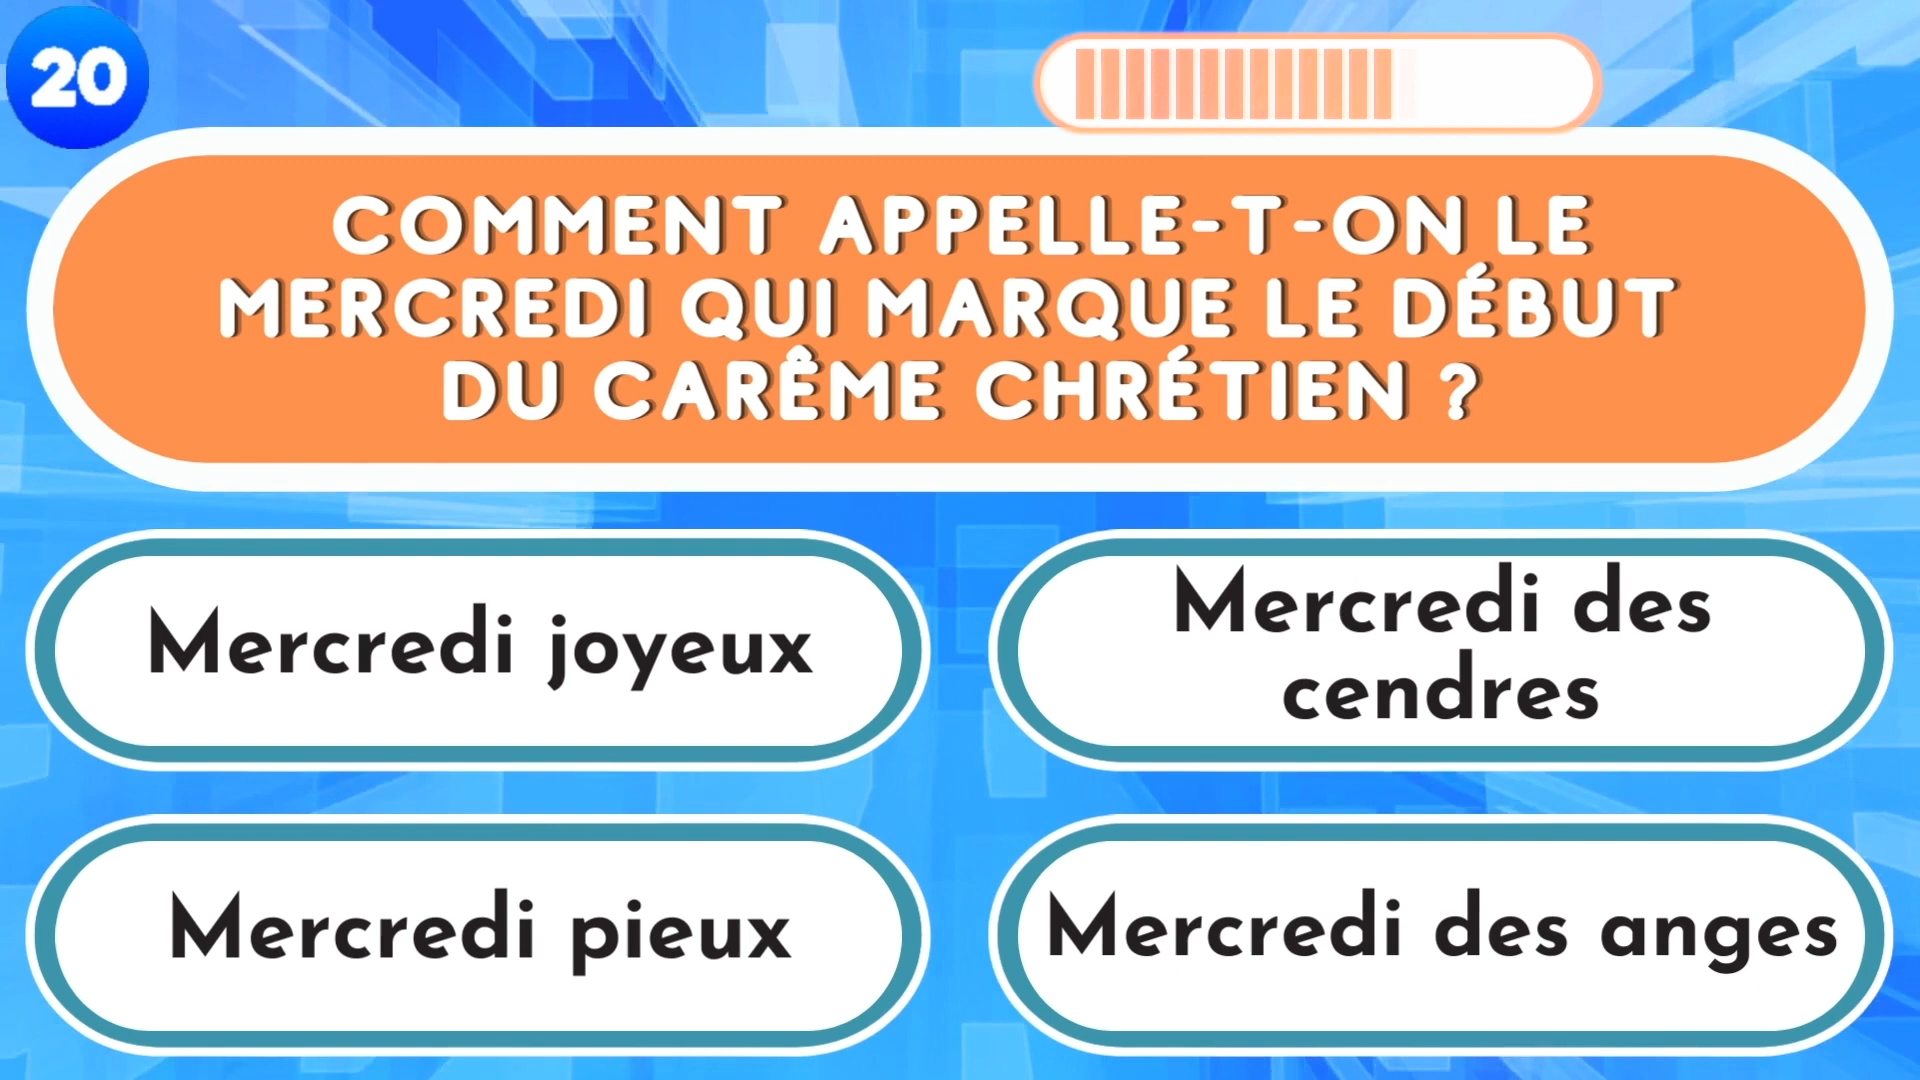 20
COMMENT APPELLE-T-ON LE
MERCREDI QUI MARQUE LE DÉBUT
DU CARÊME CHRÉTIEN ?
Mercredi joyeux
Mercredi des
cendres
Mercredi pieux
Mercredi des anges